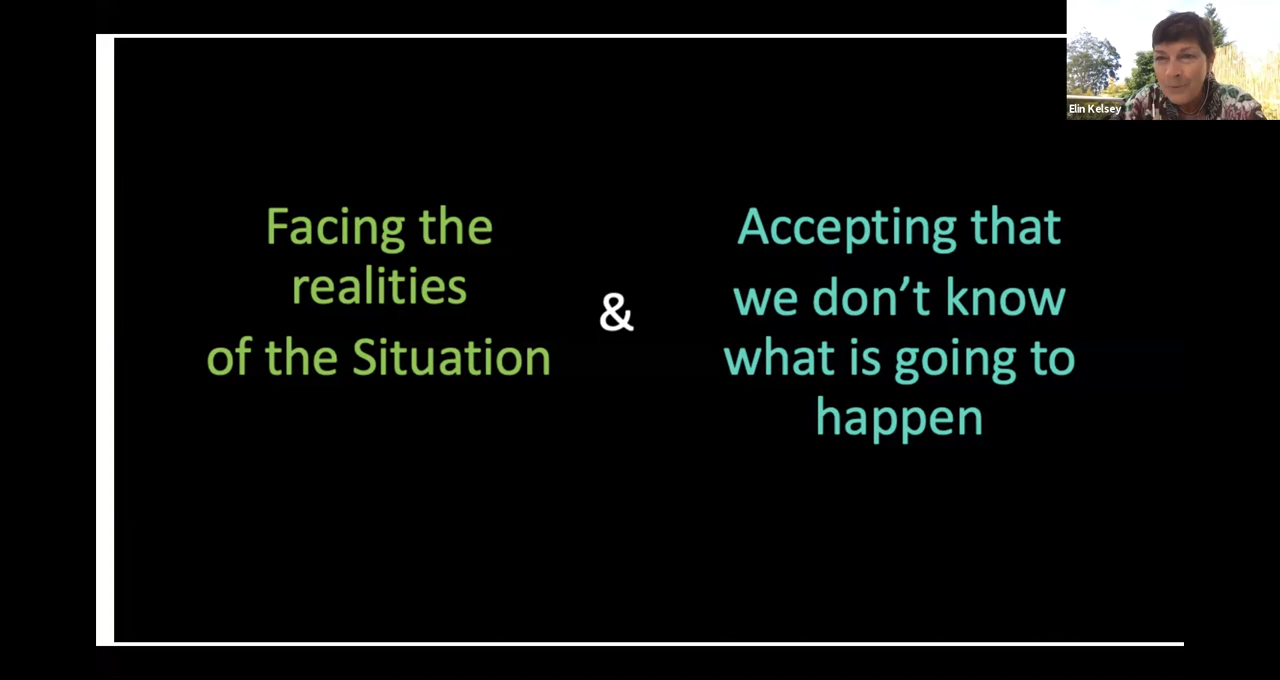 Facing the
realities
of the Situation
&
Accepting that
we don’t know
what is going to
happen
Elin Kelsey